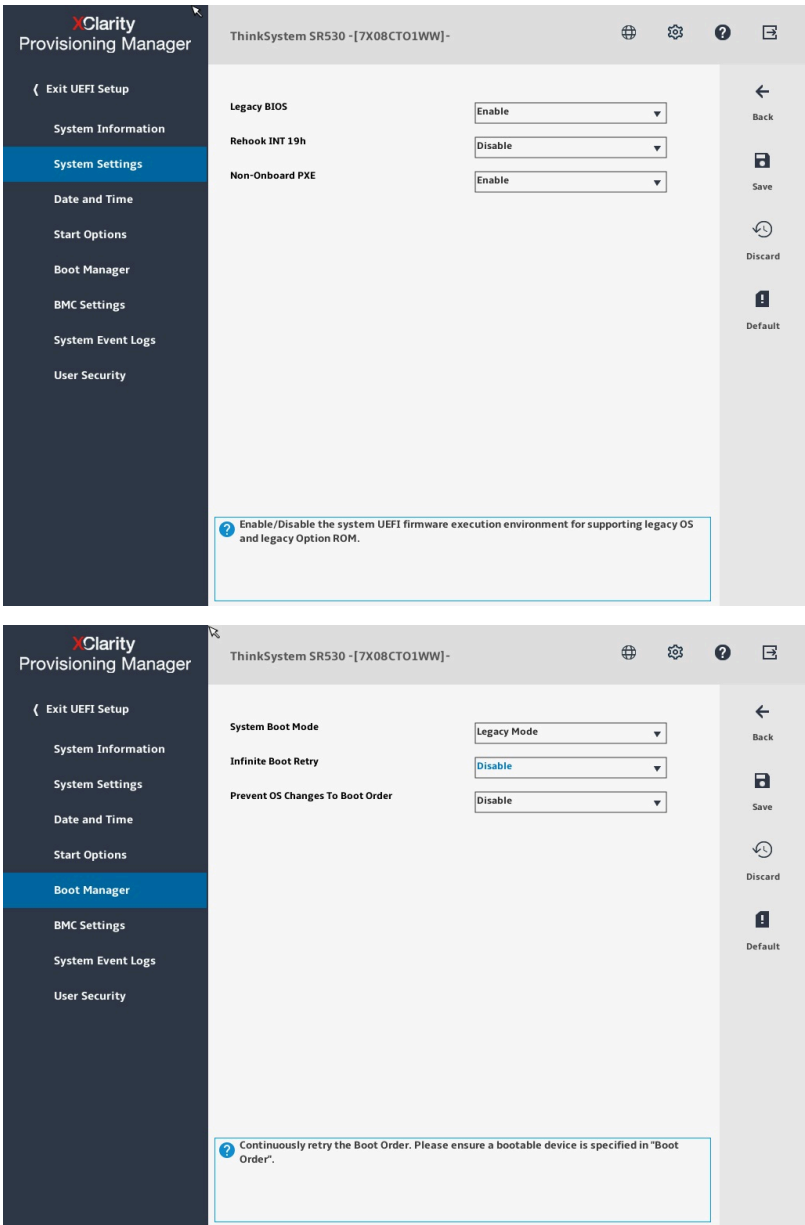 XClarity
Provisioning Manager
ThinkSystem SR530 -[7X08CTO1WW]-
❬ Exit UEFI Setup
System Information
System Settings
Date and Time
Start Options
Boot Manager
BMC Settings
System Event Logs
User Security
Legacy BIOS Enable
Rehook INT 19h Disable
Non-Onboard PXE Enable
Back
Save
Discard
Default
Enable/Disable the system UEFI firmware execution environment for supporting legacy OS
and legacy Option ROM.
XClarity
Provisioning Manager
ThinkSystem SR530 -[7X08CTO1WW]-
❬ Exit UEFI Setup
System Information
System Settings
Date and Time
Start Options
Boot Manager
BMC Settings
System Event Logs
User Security
System Boot Mode Legacy Mode
Infinite Boot Retry Disable
Prevent OS Changes To Boot Order Disable
Back
Save
Discard
Default
Continuously retry the Boot Order. Please ensure a bootable device is specified in "Boot
Order".